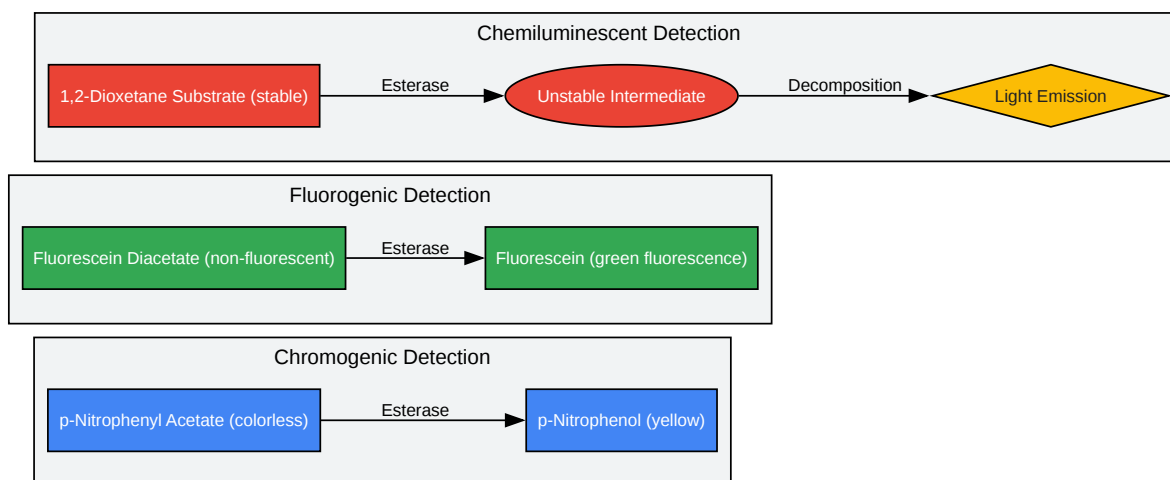 Chemiluminescent Detection
1,2-Dioxetane Substrate (stable)
Esterase
Unstable Intermediate
Decomposition
Light Emission
Fluorogenic Detection
Fluorescein Diacetate (non-fluorescent)
Esterase
Fluorescein (green fluorescence)
Chromogenic Detection
p-Nitrophenyl Acetate (colorless)
Esterase
p-Nitrophenol (yellow)